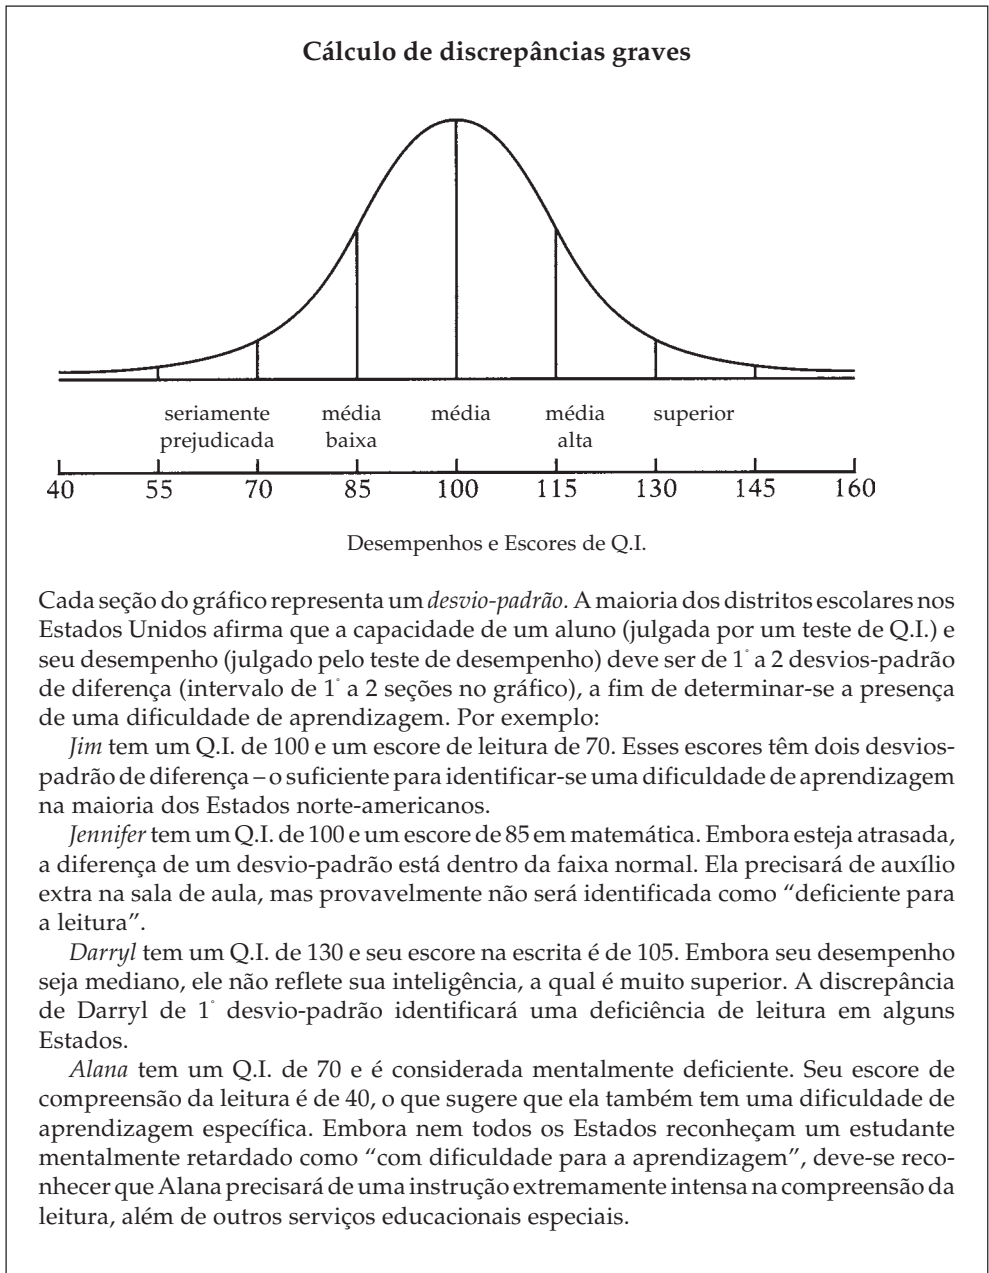 Cálculo de discrepâncias graves
seriamente média média média superior
prejudicada baixa alta
40 55 70 85 100 115 130 145 160
Desempenhos e Escores de Q.I.
Cada seção do gráfico representa um desvio-padrão. A maioria dos distritos escolares nos
Estados Unidos afirma que a capacidade de um aluno (julgada por um teste de Q.I.) e
seu desempenho (julgado pelo teste de desempenho) deve ser de 1° a 2 desvios-padrão
de diferença (intervalo de 1° a 2 seções no gráfico), a fim de determinar-se a presença
de uma dificuldade de aprendizagem. Por exemplo:
Jim tem um Q.I. de 100 e um escore de leitura de 70. Esses escores têm dois desvios-
padrão de diferença – o suficiente para identificar-se uma dificuldade de aprendizagem
na maioria dos Estados norte-americanos.
Jennifer tem um Q.I. de 100 e um escore de 85 em matemática. Embora esteja atrasada,
a diferença de um desvio-padrão está dentro da faixa normal. Ela precisará de auxílio
extra na sala de aula, mas provavelmente não será identificada como “deficiente para
a leitura”.
Darryl tem um Q.I. de 130 e seu escore na escrita é de 105. Embora seu desempenho
seja mediano, ele não reflete sua inteligência, a qual é muito superior. A discrepância
de Darryl de 1° desvio-padrão identificará uma deficiência de leitura em alguns
Estados.
Alana tem um Q.I. de 70 e é considerada mentalmente deficiente. Seu escore de
compreensão da leitura é de 40, o que sugere que ela também tem uma dificuldade de
aprendizagem específica. Embora nem todos os Estados reconheçam um estudante
mentalmente retardado como “com dificuldade para a aprendizagem”, deve-se reco-
nhecer que Alana precisará de uma instrução extremamente intensa na compreensão da
leitura, além de outros serviços educacionais especiais.